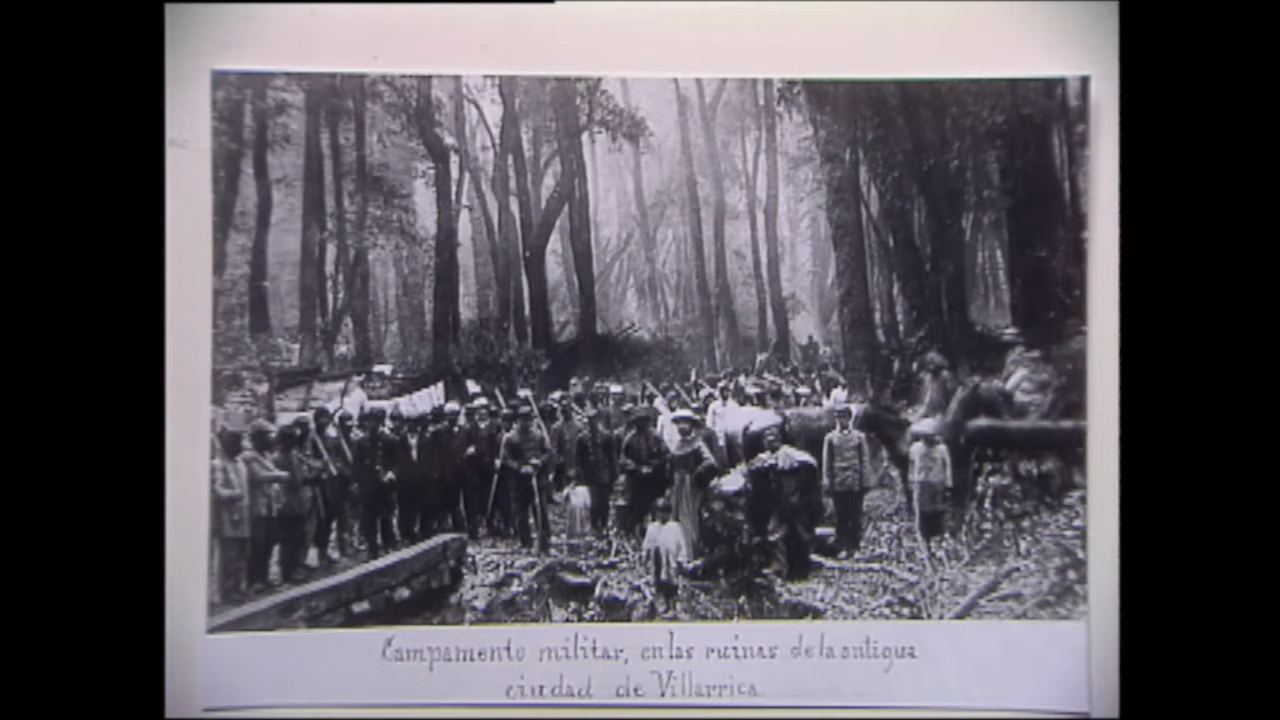 Campamento militar, en las ruinas de la antigua
ciudad de Villarrica.